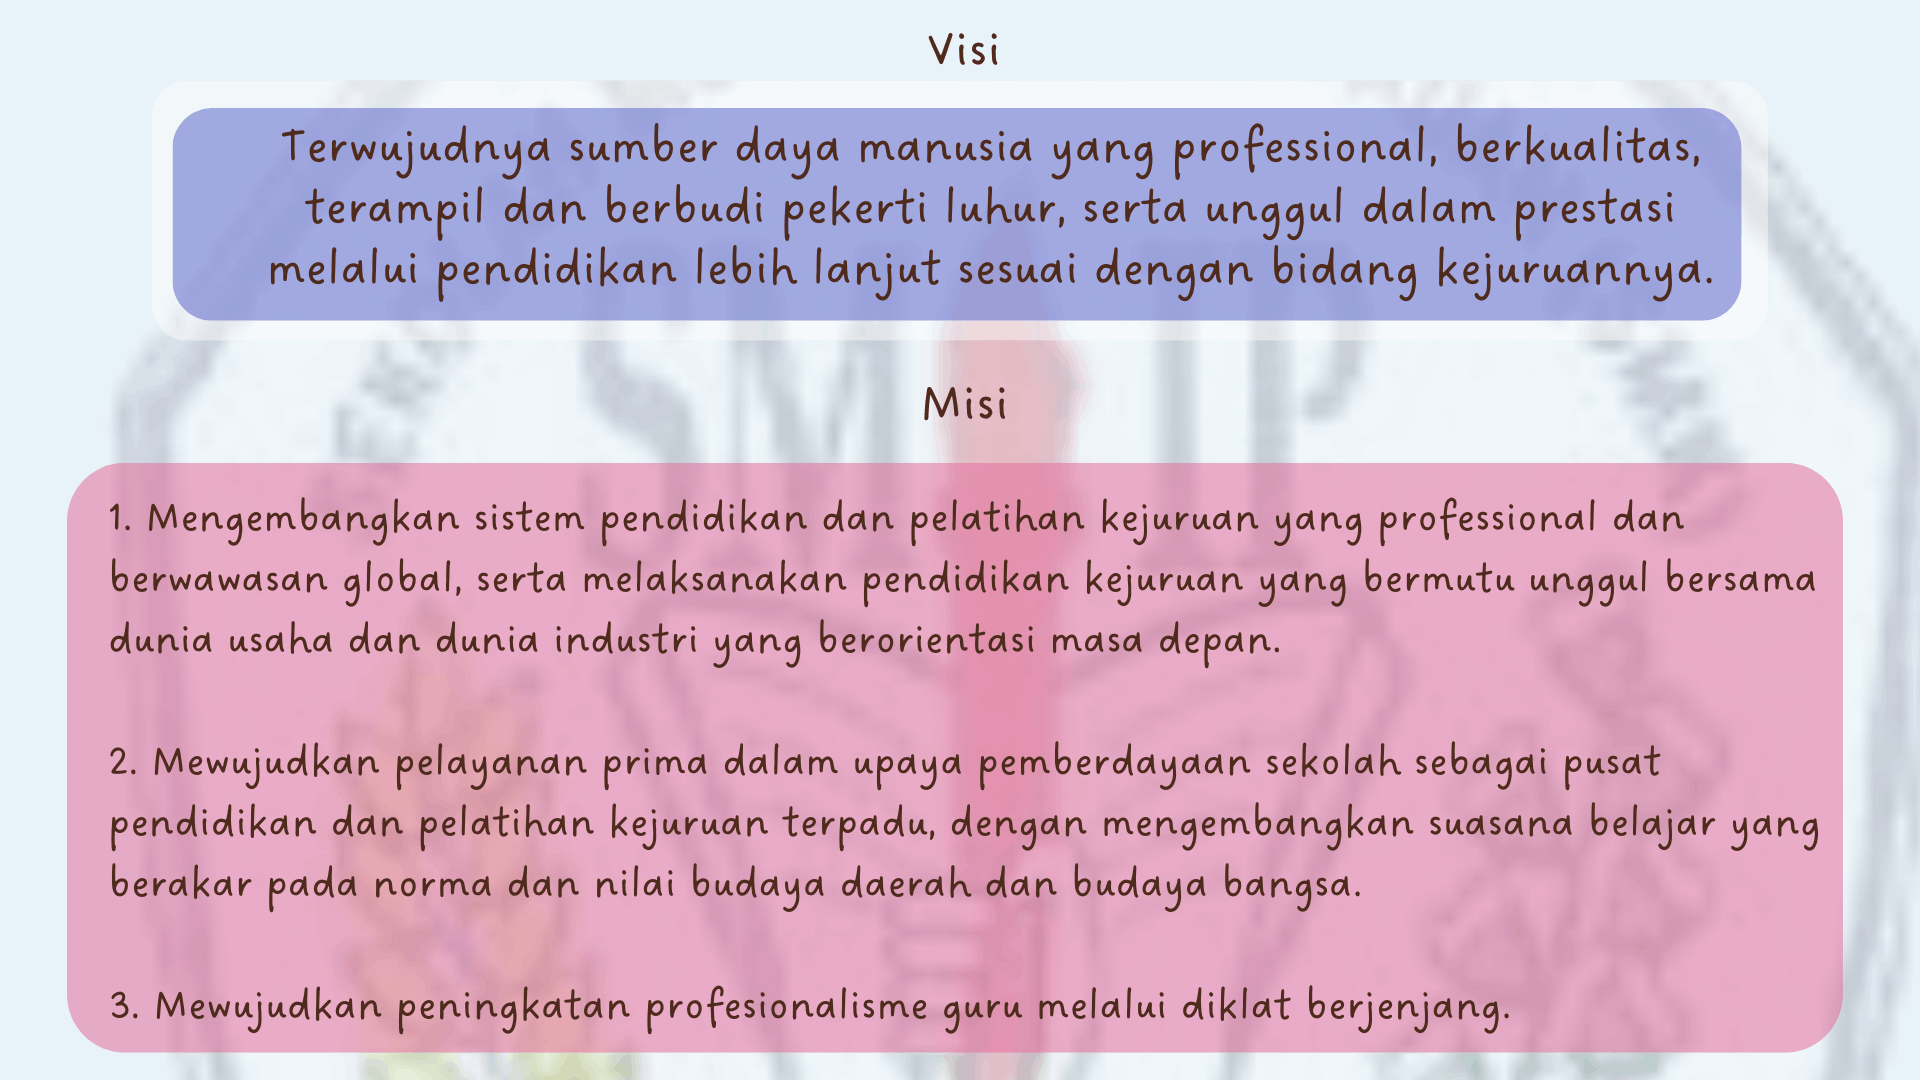 Visi
Terwujudnya sumber daya manusia yang professional, berkualitas,
terampil dan berbudi pekerti luhur, serta unggul dalam prestasi
melalui pendidikan lebih lanjut sesuai dengan bidang kejuruannya.
Misi
1. Mengembangkan sistem pendidikan dan pelatihan kejuruan yang professional dan
berwawasan global, serta melaksanakan pendidikan kejuruan yang bermutu unggul bersama
dunia usaha dan dunia industri yang berorientasi masa depan.
2. Mewujudkan pelayanan prima dalam upaya pemberdayaan sekolah sebagai pusat
pendidikan dan pelatihan kejuruan terpadu, dengan mengembangkan suasana belajar yang
berakar pada norma dan nilai budaya daerah dan budaya bangsa.
3. Mewujudkan peningkatan profesionalisme guru melalui diklat berjenjang.